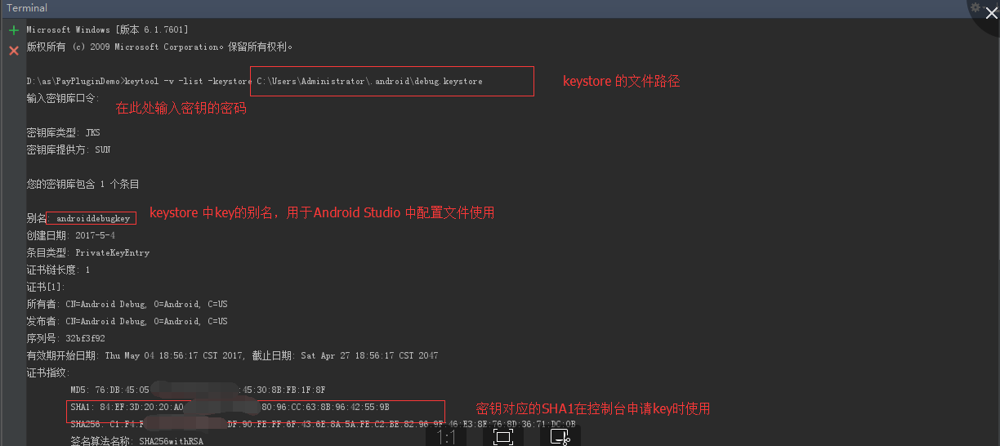 Terminal
Microsoft Windows [版本 6.1.7601]
版权所有 (c) 2009 Microsoft Corporation。保留所有权利。
D:\as\PayPluginDemo>keytool -v -list -keystore C:\Users\Administrator\.android\debug.keystore
keystore 的文件路径
输入密钥库口令:
在此处输入密钥的密码
密钥库类型: JKS
密钥库提供方: SUN
您的密钥库包含 1 个条目
别名: androiddebugkey
keystore 中key的别名，用于Android Studio 中配置文件使用
创建日期: 2017-5-4
条目类型: PrivateKeyEntry
证书链长度: 1
证书[1]:
所有者: CN=Android Debug, O=Android, C=US
发布者: CN=Android Debug, O=Android, C=US
序列号: 32bf3f92
有效期开始日期: Thu May 04 18:56:17 CST 2017, 截止日期: Sat Apr 27 18:56:17 CST 2047
证书指纹:
MD5: 76:DB:45:05 :45:30:8B:FB:1F:8F
SHA1: 84:EF:3D:20:20:A0 80:96:CC:63:8B:96:42:55:9B
密钥对应的SHA1在控制台申请key时使用
SHA256: C1:F4: DF:90:FE:FF:6F:43:6E:8A:5A:FE:C2:BE:82:96:9F:46:E3:8E:76:8D:36:71:DC:0B
签名算法名称: SHA256withRSA
1:1